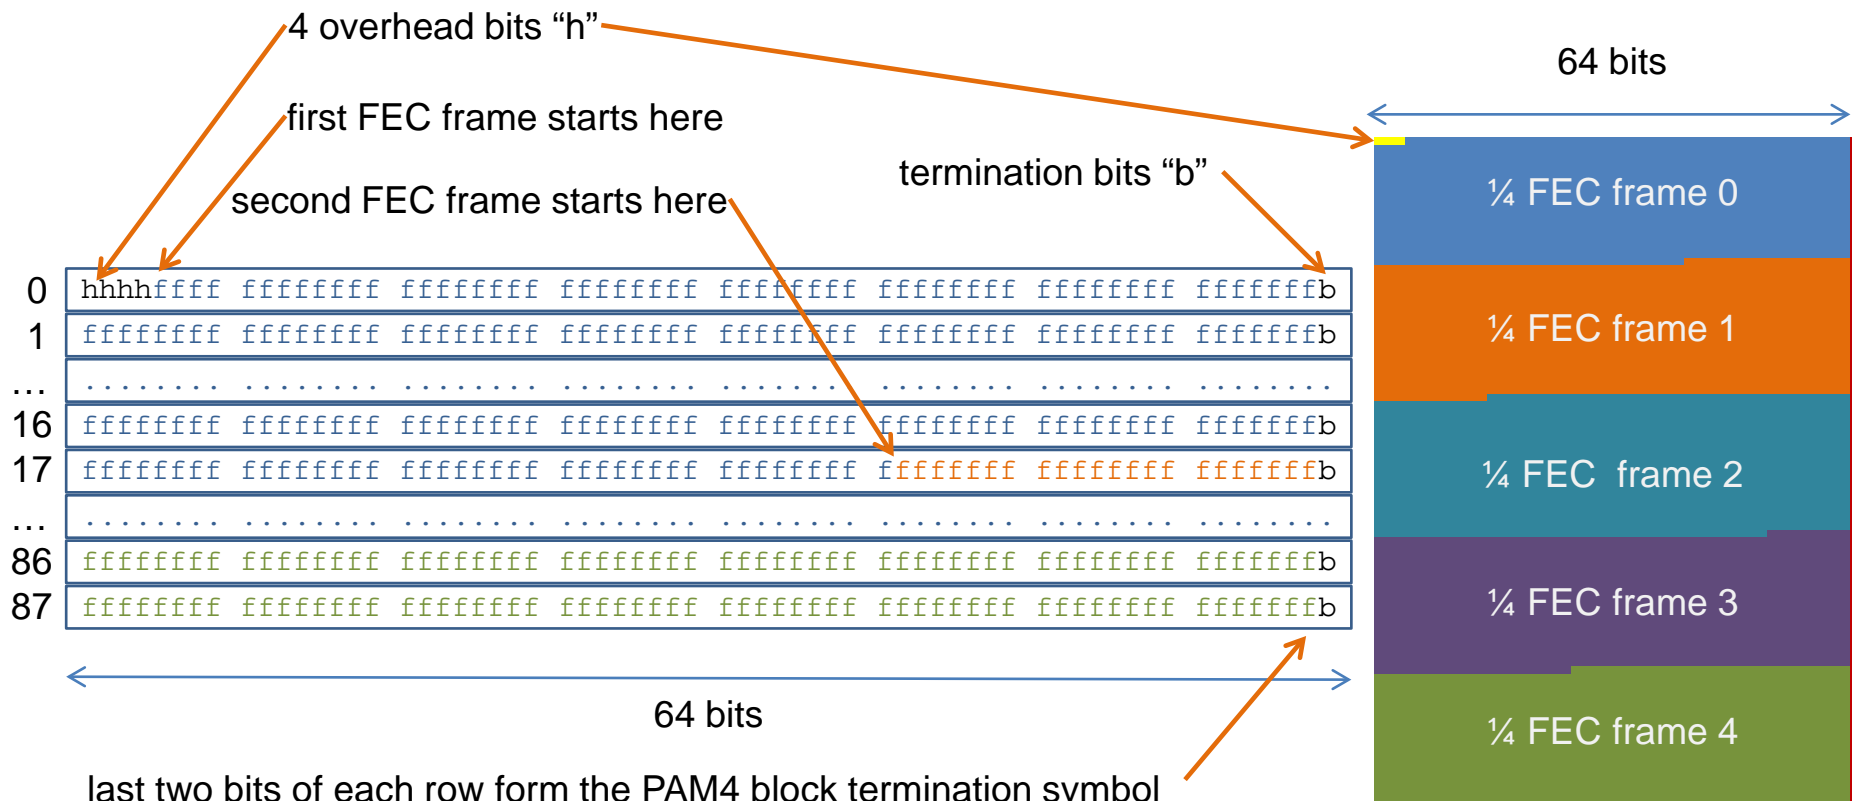 4 overhead bits “h”
64 bits
first FEC frame starts here
termination bits “b”
second FEC frame starts here
¼ FEC frame 0
0 hhhhffff ffffffff ffffffff ffffffff ffffffff ffffffff ffffffff fffffffb
1 ffffffff ffffffff ffffffff ffffffff ffffffff ffffffff ffffffff fffffffb
¼ FEC frame 1
... ........ ........ ........ ........ ........ ........ ........ ........
16 ffffffff ffffffff ffffffff ffffffff ffffffff ffffffff ffffffff fffffffb
17 ffffffff ffffffff ffffffff ffffffff ffffffff ffffffff ffffffff fffffffb
¼ FEC frame 2
... ........ ........ ........ ........ ........ ........ ........ ........
86 ffffffff ffffffff ffffffff ffffffff ffffffff ffffffff ffffffff fffffffb
87 ffffffff ffffffff ffffffff ffffffff ffffffff ffffffff ffffffff fffffffb
¼ FEC frame 3
64 bits
¼ FEC frame 4
last two bits of each row form the PAM4 block termination symbol